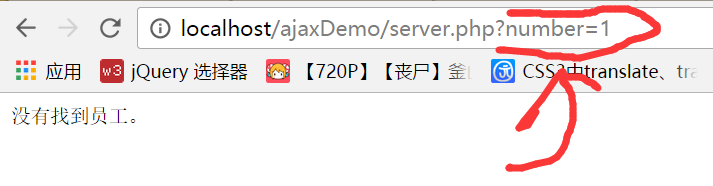 localhost/ajaxDemo/server.php?number=1
应用 w3 jQuery 选择器 【720P】【丧尸】釜 CSS3中translate、tra
没有找到员工。